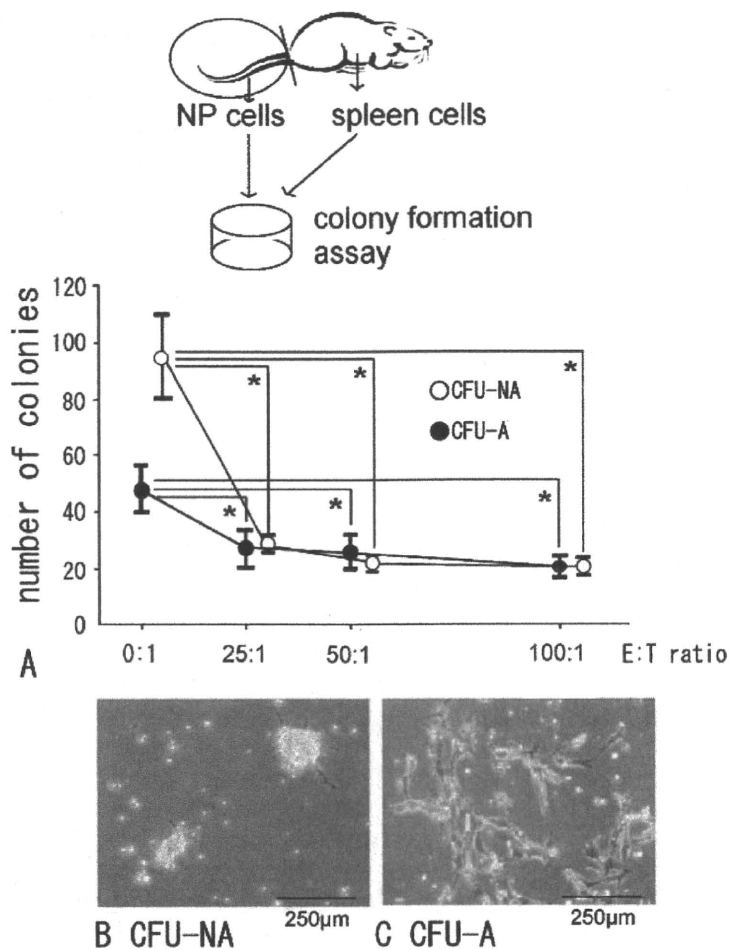 NP cells spleen cells
colony formation
assay
number of colonies
120
100
80
60
40
20
0
* * *
* * *
○ CFU-NA
● CFU-A
0:1 25:1 50:1 100:1 E:T ratio
A
250μm 250μm
B CFU-NA C CFU-A